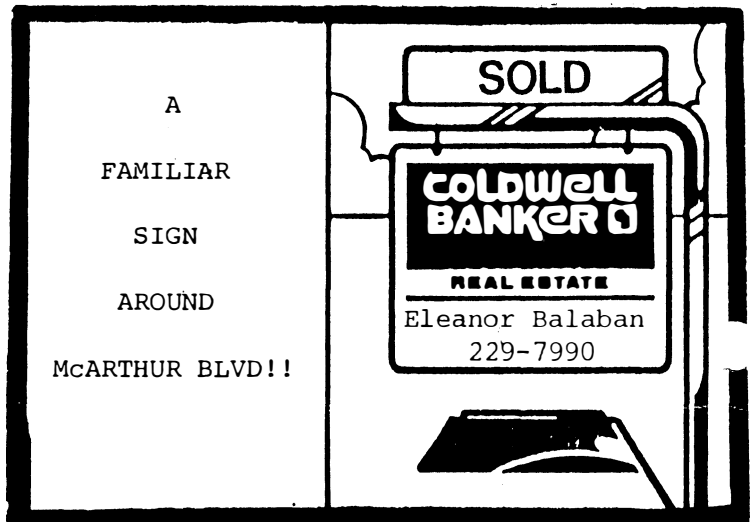 A
FAMILIAR
SIGN
AROUND
McARTHUR BLVD!!
SOLD
COLDWELL
BANKER
REAL ESTATE
Eleanor Balaban
229-7990